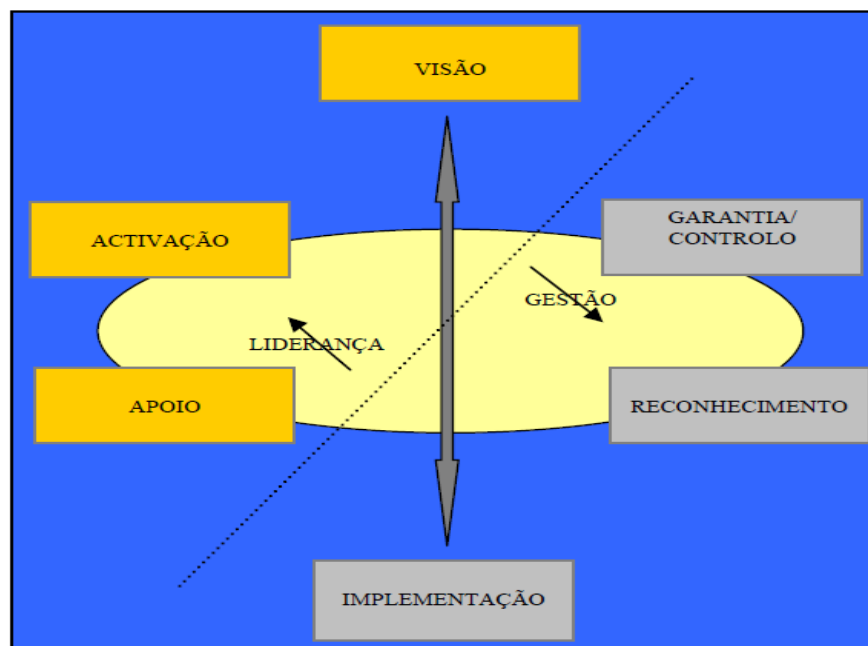 VISÃO
ACTIVAÇÃO
GARANTIA/
CONTROLO
GESTÃO
LIDERANÇA
APOIO
RECONHECIMENTO
IMPLEMENTAÇÃO